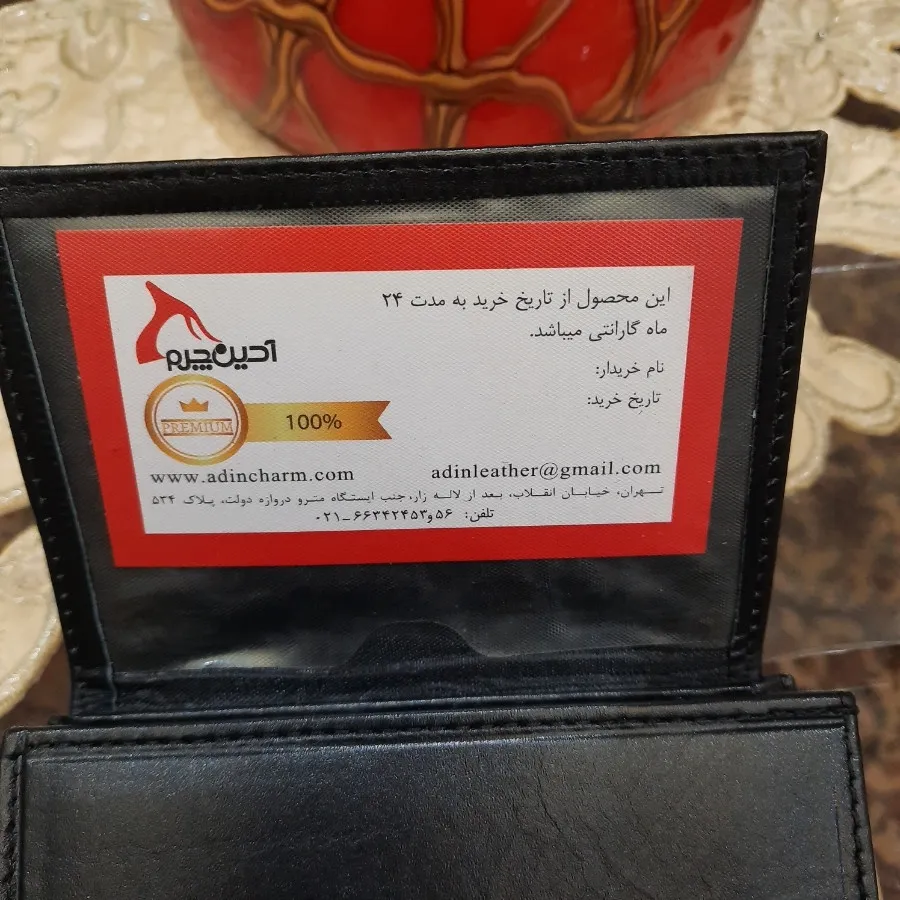 این محصول از تاریخ خرید به مدت ۲۴
ماه گارانتی میباشد.
آدین چرم
نام خریدار:
تاریخ خرید:
PREMIUM
100%
www.adincharm.com
adinleather@gmail.com
تهران، خیابان انقلاب، بعد از لاله زار، جنب ایستگاه مترو دروازه دولت، پلاک ۵۳۴
تلفن: ۵۶و۶۶۳۴۲۴۵۳-۰۲۱